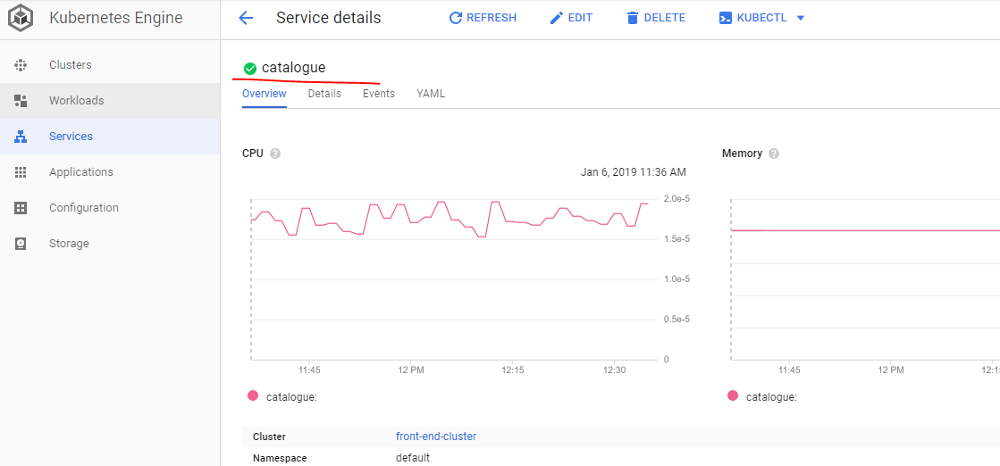 Kubernetes Engine
Service details
REFRESH
EDIT
DELETE
KUBECTL
Clusters
Workloads
Services
Applications
Configuration
Storage
catalogue
Overview
Details
Events
YAML
CPU
Jan 6, 2019 11:36 AM
2.0e-5
1.5e-5
1.0e-5
0.5e-5
0
11:45
12 PM
12:15
12:30
catalogue:
Memory
11:45
12 PM
catalogue:
Cluster front-end-cluster
Namespace default